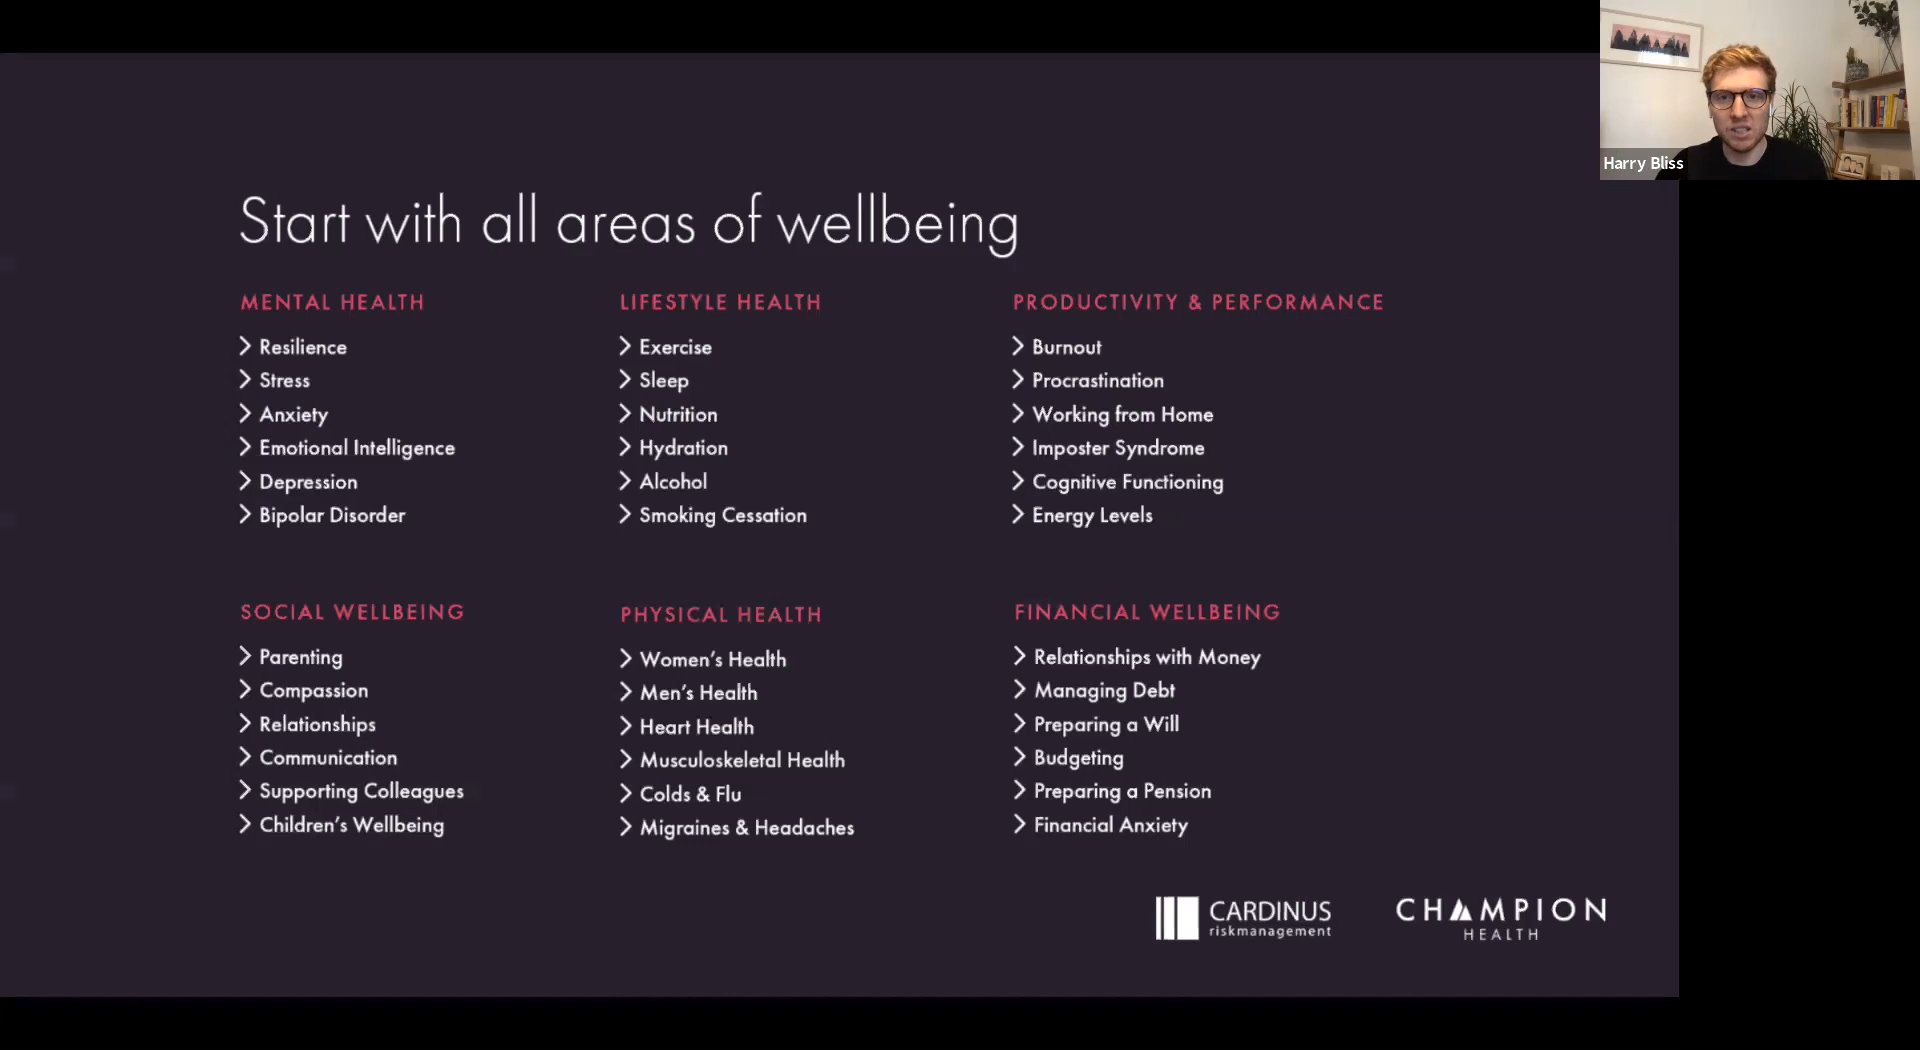 Harry Bliss
Start with all areas of wellbeing
MENTAL HEALTH
Resilience
Stress
Anxiety
Emotional Intelligence
Depression
Bipolar Disorder
LIFESTYLE HEALTH
Exercise
Sleep
Nutrition
Hydration
Alcohol
Smoking Cessation
PRODUCTIVITY & PERFORMANCE
Burnout
Procrastination
Working from Home
Imposter Syndrome
Cognitive Functioning
Energy Levels
SOCIAL WELLBEING
Parenting
Compassion
Relationships
Communication
Supporting Colleagues
Children's Wellbeing
PHYSICAL HEALTH
Women's Health
Men's Health
Heart Health
Musculoskeletal Health
Colds & Flu
Migraines & Headaches
FINANCIAL WELLBEING
Relationships with Money
Managing Debt
Preparing a Will
Budgeting
Preparing a Pension
Financial Anxiety
CARDINUS
riskmanagement
CHAMPION
HEALTH